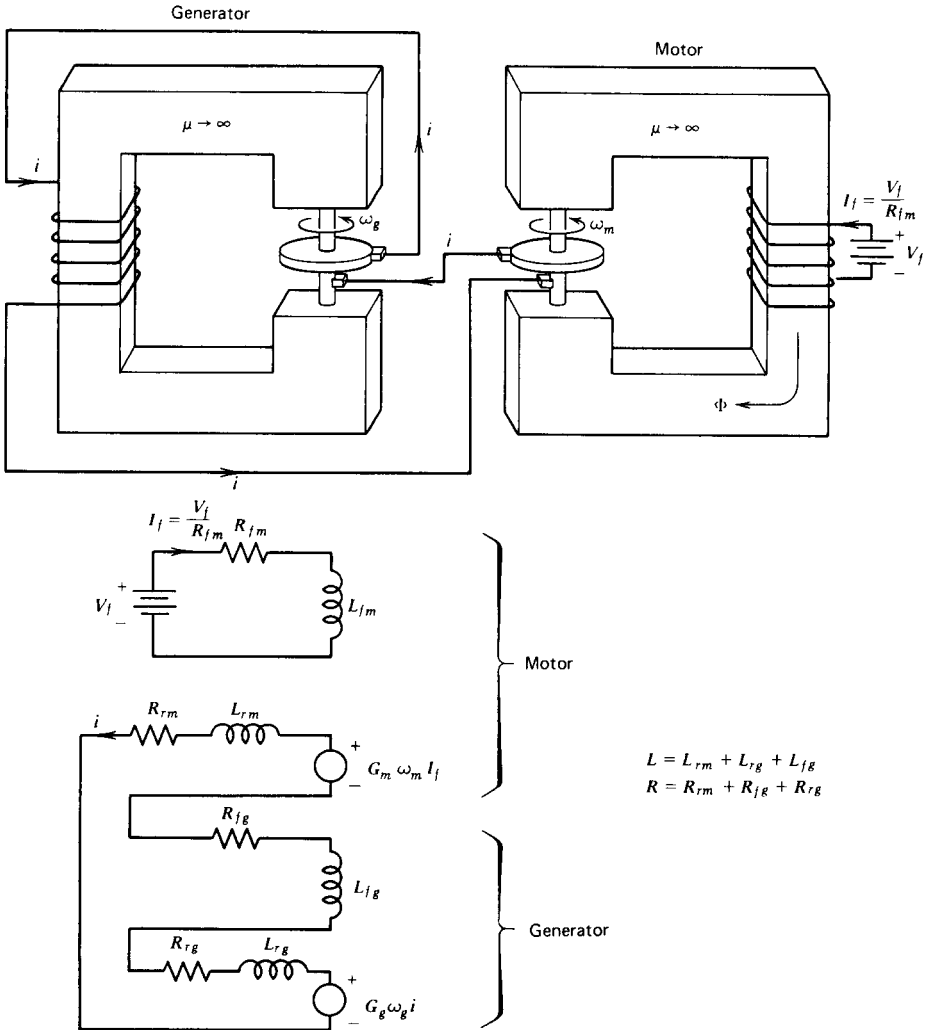 Generator
Motor
μ → ∞
μ → ∞
i
i
ω_g
i
ω_m
I_f = V_f / R_fm
+
V_f
−
Φ
i
I_f = V_f / R_fm
R_fm
+
V_f
−
L_fm
Motor
i
R_rm
L_rm
+
G_m ω_m I_f
−
L = L_rm + L_rg + L_fg
R = R_rm + R_fg + R_rg
R_fg
L_fg
Generator
R_rg
L_rg
+
G_g ω_g i
−